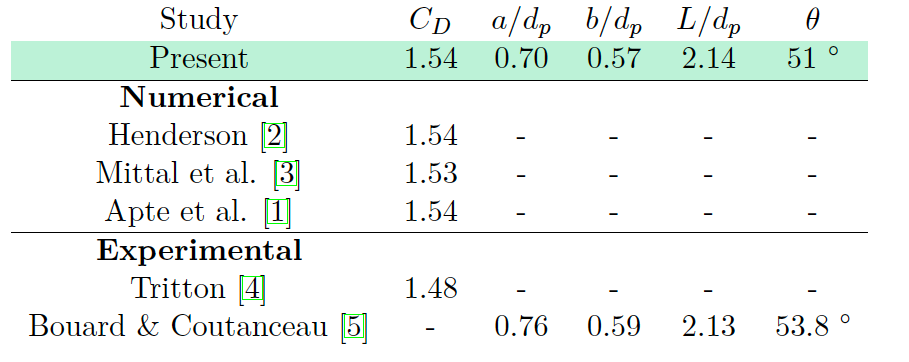 Study C_D a/d_p b/d_p L/d_p θ
Present 1.54 0.70 0.57 2.14 51 °
Numerical
Henderson [2] 1.54 - - - -
Mittal et al. [3] 1.53 - - - -
Apte et al. [1] 1.54 - - - -
Experimental
Tritton [4] 1.48 - - - -
Bouard & Coutanceau [5] - 0.76 0.59 2.13 53.8 °